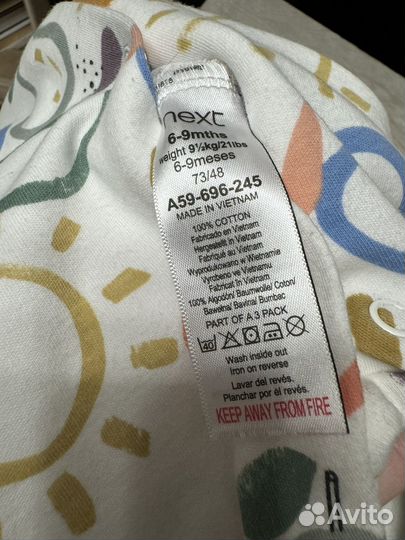 next
6-9mths
weight 9½kg/21lbs
6-9meses
73/48
A59-696-245
MADE IN VIETNAM
100% COTTON
Fabricado en Vietnam
Hergestellt in Vietnam
Fabriqué au Vietnam
Wyprodukowano w Wietnamie
Vyrobeno ve Vietnamu
Fabricat în Vietnam
100% Algodón/ Baumwolle/ Coton/
Bawełna/ Bavlna/ Bumbac
PART OF A 3 PACK
40
Wash inside out
Iron on reverse
Lavar del revés.
Planchar por el revés.
KEEP AWAY FROM FIRE
Avito